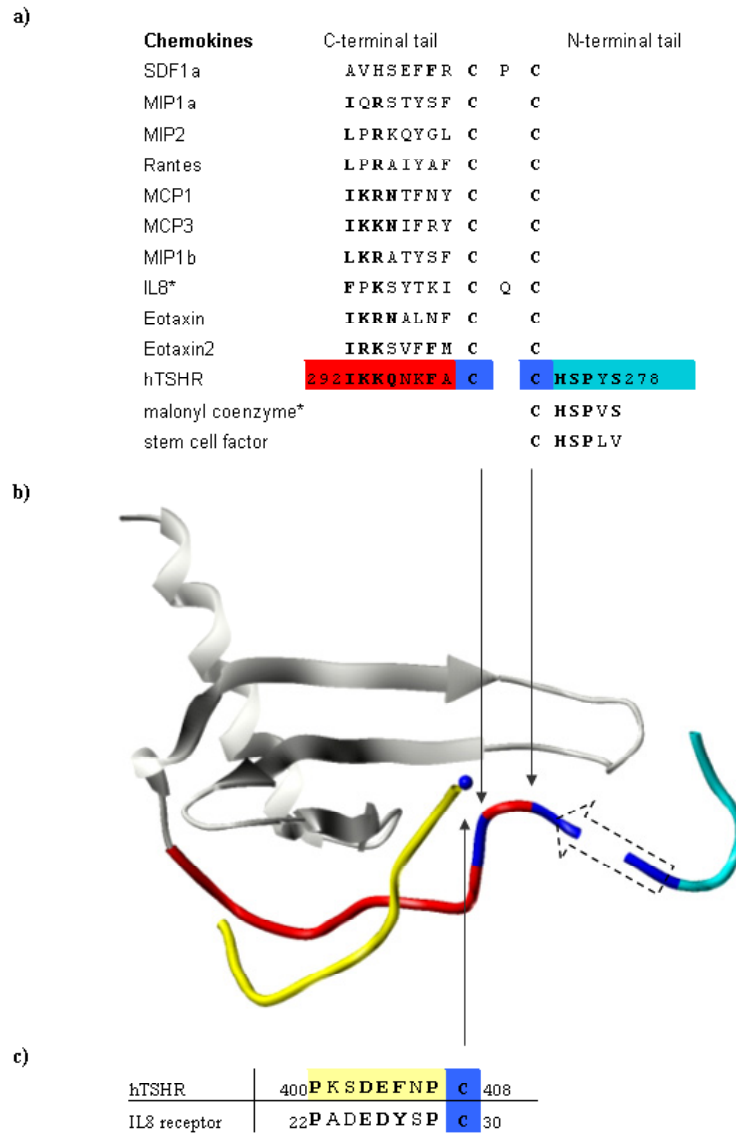 a)
Chemokines C-terminal tail N-terminal tail
SDF1a AVHSEFFR C P C
MIP1a IQRSTYSF C C
MIP2 LPRKQYGL C C
Rantes LPRAIYAF C C
MCP1 IKRNTFNY C C
MCP3 IKKNIFRY C C
MIP1b LKRATYSF C C
IL8* FPKSYTKI C Q C
Eotaxin IKRNALNF C C
Eotaxin2 IRKSVFFM C C
hTSHR 292IKKQNKFA C C HSPYS278
malonyl coenzyme* C HSPVS
stem cell factor C HSPLV
b)
c)
hTSHR 400PKSDEFNP C 408
IL8 receptor 22PADEDYSP C 30